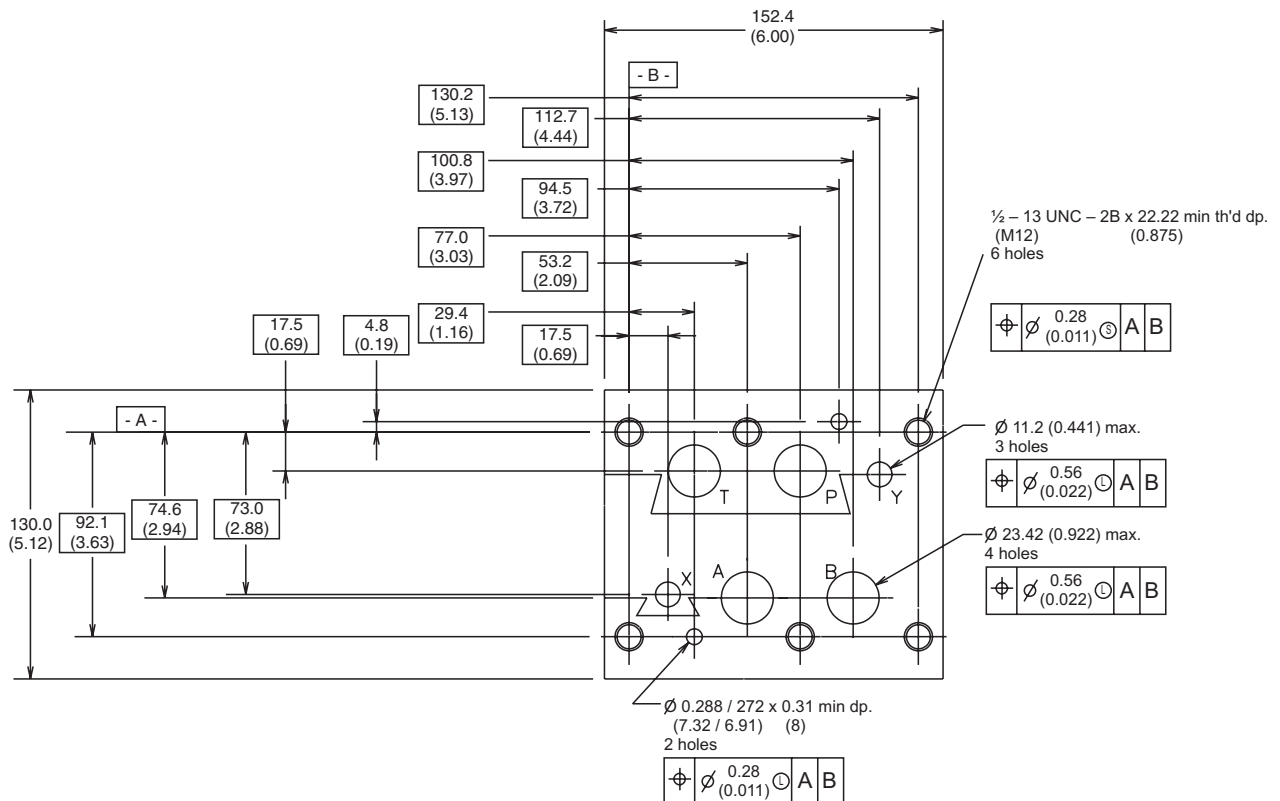 152.4
(6.00)
- B -
130.2
(5.13)
112.7
(4.44)
100.8
(3.97)
94.5
(3.72)
77.0
(3.03)
53.2
(2.09)
29.4
(1.16)
17.5
(0.69)
17.5
(0.69)
4.8
(0.19)
½ – 13 UNC – 2B x 22.22 min th'd dp.
(M12) (0.875)
6 holes
⌖ Ø 0.28 Ⓢ A B
(0.011)
- A -
Ø 11.2 (0.441) max.
3 holes
⌖ Ø 0.56 Ⓛ A B
(0.022)
T
P
Y
130.0
(5.12)
92.1
(3.63)
74.6
(2.94)
73.0
(2.88)
Ø 23.42 (0.922) max.
4 holes
⌖ Ø 0.56 Ⓛ A B
(0.022)
X
A
B
Ø 0.288 / 272 x 0.31 min dp.
(7.32 / 6.91) (8)
2 holes
⌖ Ø 0.28 Ⓛ A B
(0.011)